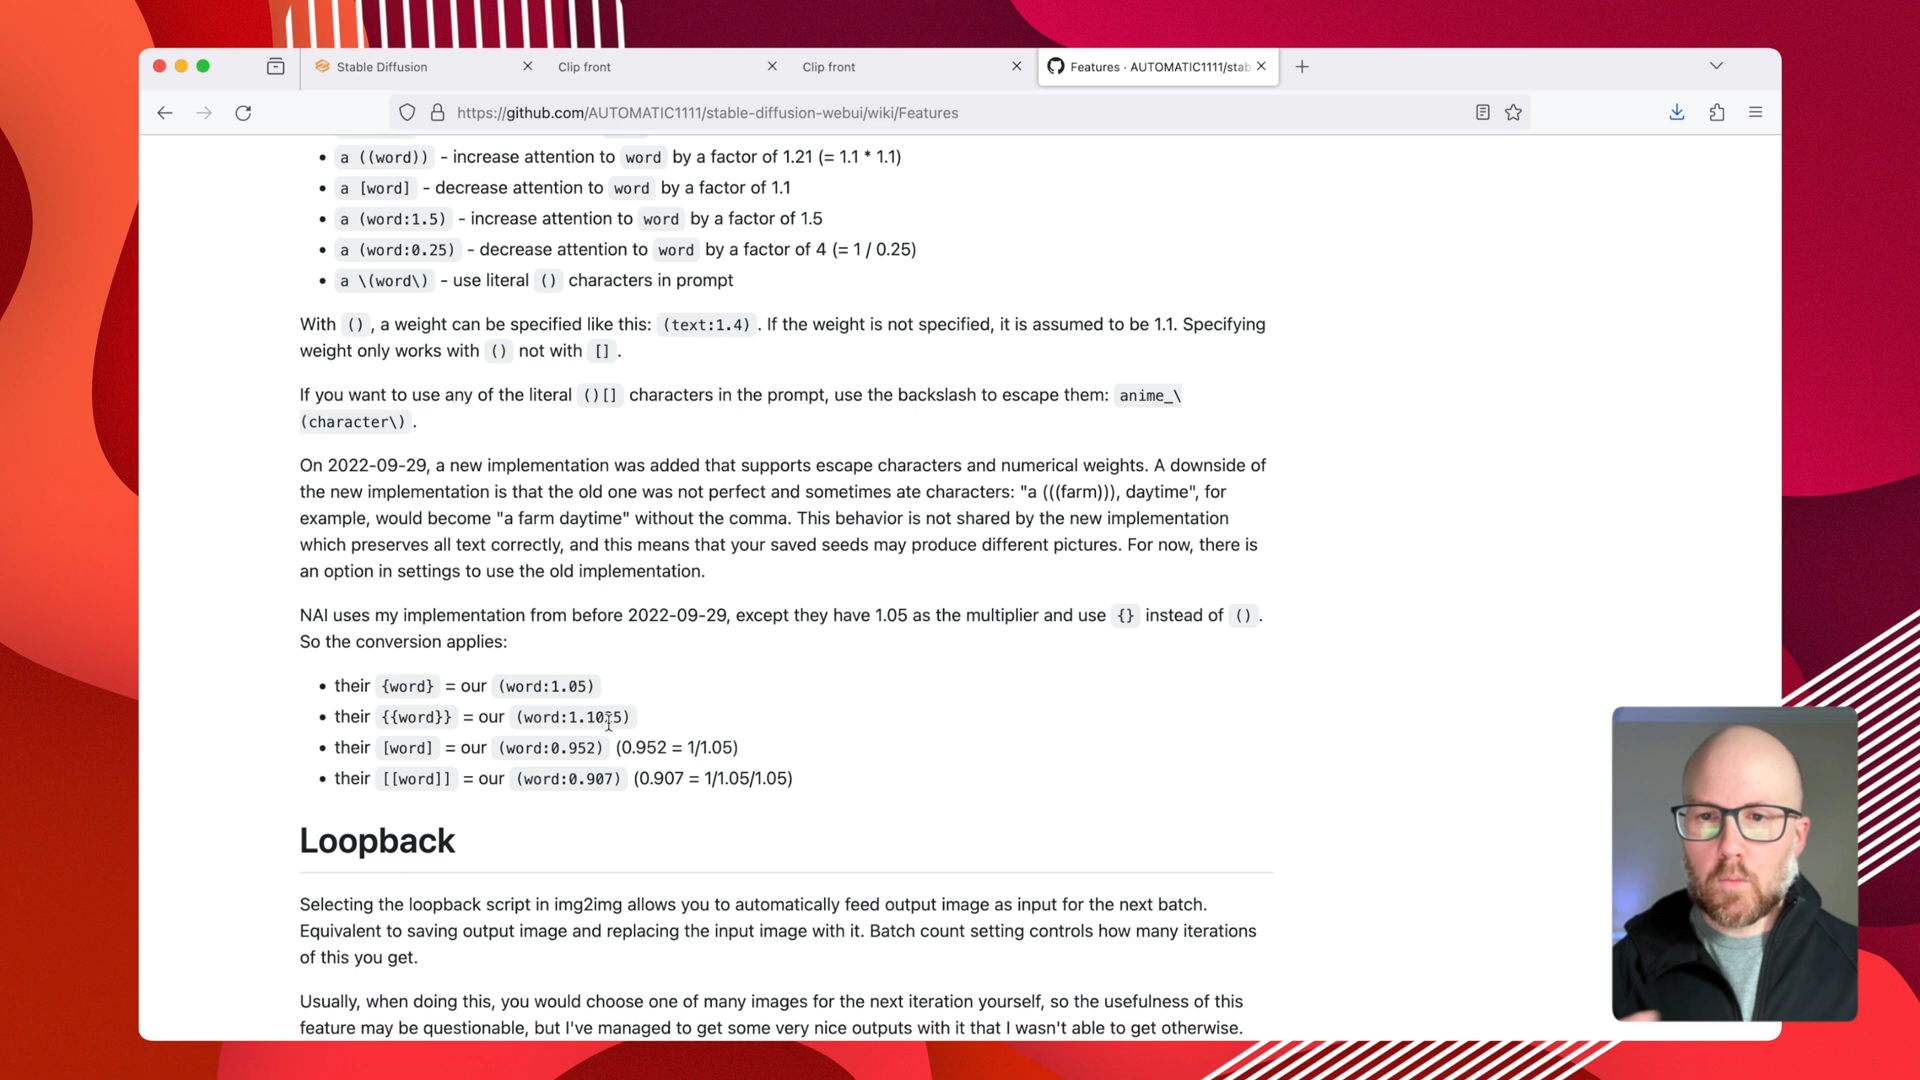 Stable Diffusion
Clip front
Clip front
Features · AUTOMATIC1111/stab
https://github.com/AUTOMATIC1111/stable-diffusion-webui/wiki/Features
• a ((word)) - increase attention to word by a factor of 1.21 (= 1.1 * 1.1)
• a [word] - decrease attention to word by a factor of 1.1
• a (word:1.5) - increase attention to word by a factor of 1.5
• a (word:0.25) - decrease attention to word by a factor of 4 (= 1 / 0.25)
• a \(word\) - use literal () characters in prompt
With (), a weight can be specified like this: (text:1.4). If the weight is not specified, it is assumed to be 1.1. Specifying
weight only works with () not with [].
If you want to use any of the literal ()[] characters in the prompt, use the backslash to escape them: anime_\
(character\).
On 2022-09-29, a new implementation was added that supports escape characters and numerical weights. A downside of
the new implementation is that the old one was not perfect and sometimes ate characters: "a (((farm))), daytime", for
example, would become "a farm daytime" without the comma. This behavior is not shared by the new implementation
which preserves all text correctly, and this means that your saved seeds may produce different pictures. For now, there is
an option in settings to use the old implementation.
NAI uses my implementation from before 2022-09-29, except they have 1.05 as the multiplier and use {} instead of ().
So the conversion applies:
• their {word} = our (word:1.05)
• their {{word}} = our (word:1.1025)
• their [word] = our (word:0.952) (0.952 = 1/1.05)
• their [[word]] = our (word:0.907) (0.907 = 1/1.05/1.05)
Loopback
Selecting the loopback script in img2img allows you to automatically feed output image as input for the next batch.
Equivalent to saving output image and replacing the input image with it. Batch count setting controls how many iterations
of this you get.
Usually, when doing this, you would choose one of many images for the next iteration yourself, so the usefulness of this
feature may be questionable, but I've managed to get some very nice outputs with it that I wasn't able to get otherwise.